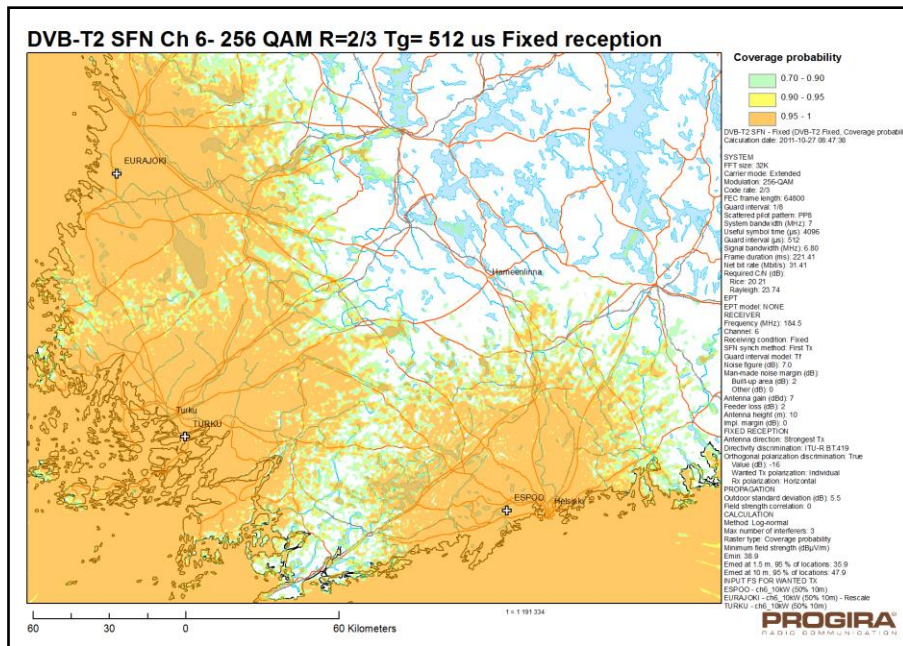 DVB-T2 SFN Ch 6- 256 QAM R=2/3 Tg= 512 us Fixed reception
Coverage probability
0.70 - 0.90
0.90 - 0.95
0.95 - 1
DVB-T2 SFN - Fixed (DVB-T2 Fixed, Coverage probabili
Calculation date: 2011-10-27 08:47:36
SYSTEM
FFT size: 32K
Carrier mode: Extended
Modulation: 256-QAM
Code rate: 2/3
FEC frame length: 64800
Guard interval: 1/8
Scattered pilot pattern: PP8
System bandwidth (MHz): 7
Useful symbol time (µs): 4096
Guard interval (µs): 512
Signal bandwidth (MHz): 6.80
Frame duration (ms): 221.41
Net bit rate (Mbit/s): 31.41
Required C/N (dB):
Rice: 20.21
Rayleigh: 23.74
EPT
EPT model: NONE
RECEIVER
Frequency (MHz): 184.5
Channel: 6
Receiving condition: Fixed
SFN synch method: First Tx
Guard interval model: Tf
Noise figure (dB): 7.0
Man-made noise margin (dB):
Built-up area (dB): 2
Other (dB): 0
Antenna gain (dBd): 7
Feeder loss (dB): 2
Antenna height (m): 10
Impl. margin (dB): 0
FIXED RECEPTION
Antenna direction: Strongest Tx
Directivity discrimination: ITU-R BT.419
Orthogonal polarization discrimination: True
Value (dB): -16
Wanted Tx polarization: Individual
Rx polarization: Horizontal
PROPAGATION
Outdoor standard deviation (dB): 5.5
Field strength correlation: 0
CALCULATION
Method: Log-normal
Max number of interferers: 3
Raster type: Coverage probability
Minimum field strength (dBµV/m)
Emin: 38.9
Emed at 1.5 m, 95 % of locations: 35.9
Emed at 10 m, 95 % of locations: 47.9
INPUT FS FOR WANTED TX
ESPOO - ch6_10kW (50% 10m)
EURAJOKI - ch6_10kW (50% 10m) - Rescale
TURKU - ch6_10kW (50% 10m)
EURAJOKI
Hämeenlinna
Turku
TURKU
ESPOO
Helsinki
1 = 1 191 334
60 30 0 60 Kilometers
PROGIRA
RADIO COMMUNICATION